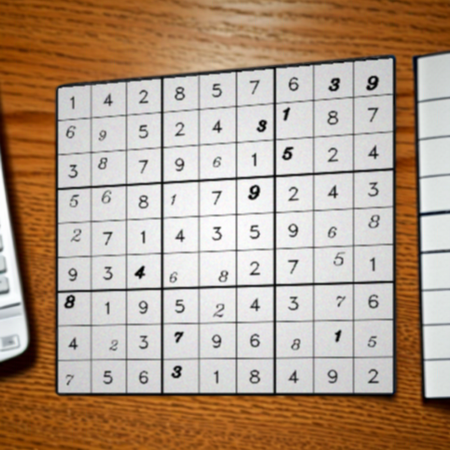 1 4 2 8 5 7 6 3 9
6 9 5 2 4 3 1 8 7
3 8 7 9 6 1 5 2 4
5 6 8 1 7 9 2 4 3
2 7 1 4 3 5 9 6 8
9 3 4 6 8 2 7 5 1
8 1 9 5 2 4 3 7 6
4 2 3 7 9 6 8 1 5
7 5 6 3 1 8 4 9 2